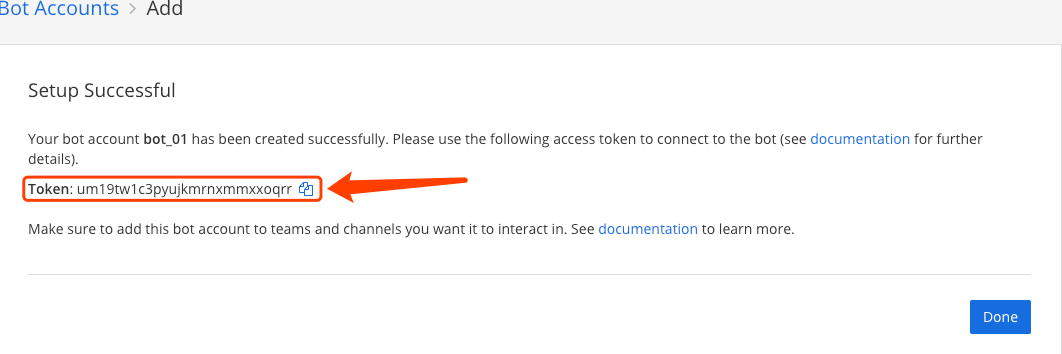 Bot Accounts > Add
Setup Successful
Your bot account bot_01 has been created successfully. Please use the following access token to connect to the bot (see documentation for further
details).
Token: um19tw1c3pyujkmrnxmmxxoqrr
Make sure to add this bot account to teams and channels you want it to interact in. See documentation to learn more.
Done